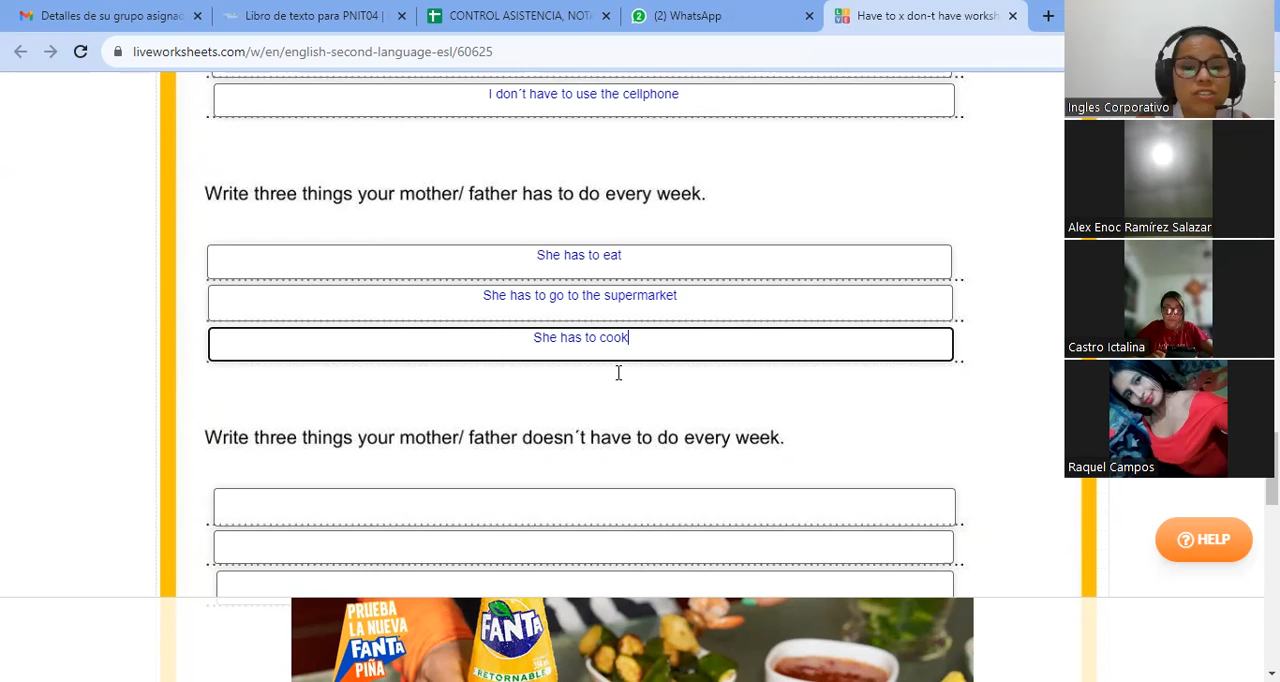 Detalles de su grupo asignac
Libro de texto para PNIT04 |
CONTROL ASISTENCIA, NOTA
(2) WhatsApp
Have to x don-t have worksh
liveworksheets.com/w/en/english-second-language-esl/60625
Ingles Corporativo
I don´t have to use the cellphone
Alex Enoc Ramírez Salazar
Write three things your mother/ father has to do every week.
She has to eat
She has to go to the supermarket
She has to cook
Castro Ictalina
Write three things your mother/ father doesn´t have to do every week.
Raquel Campos
HELP
PRUEBA
LA NUEVA
FANTA
PIÑA
FANTA
RETORNABLE